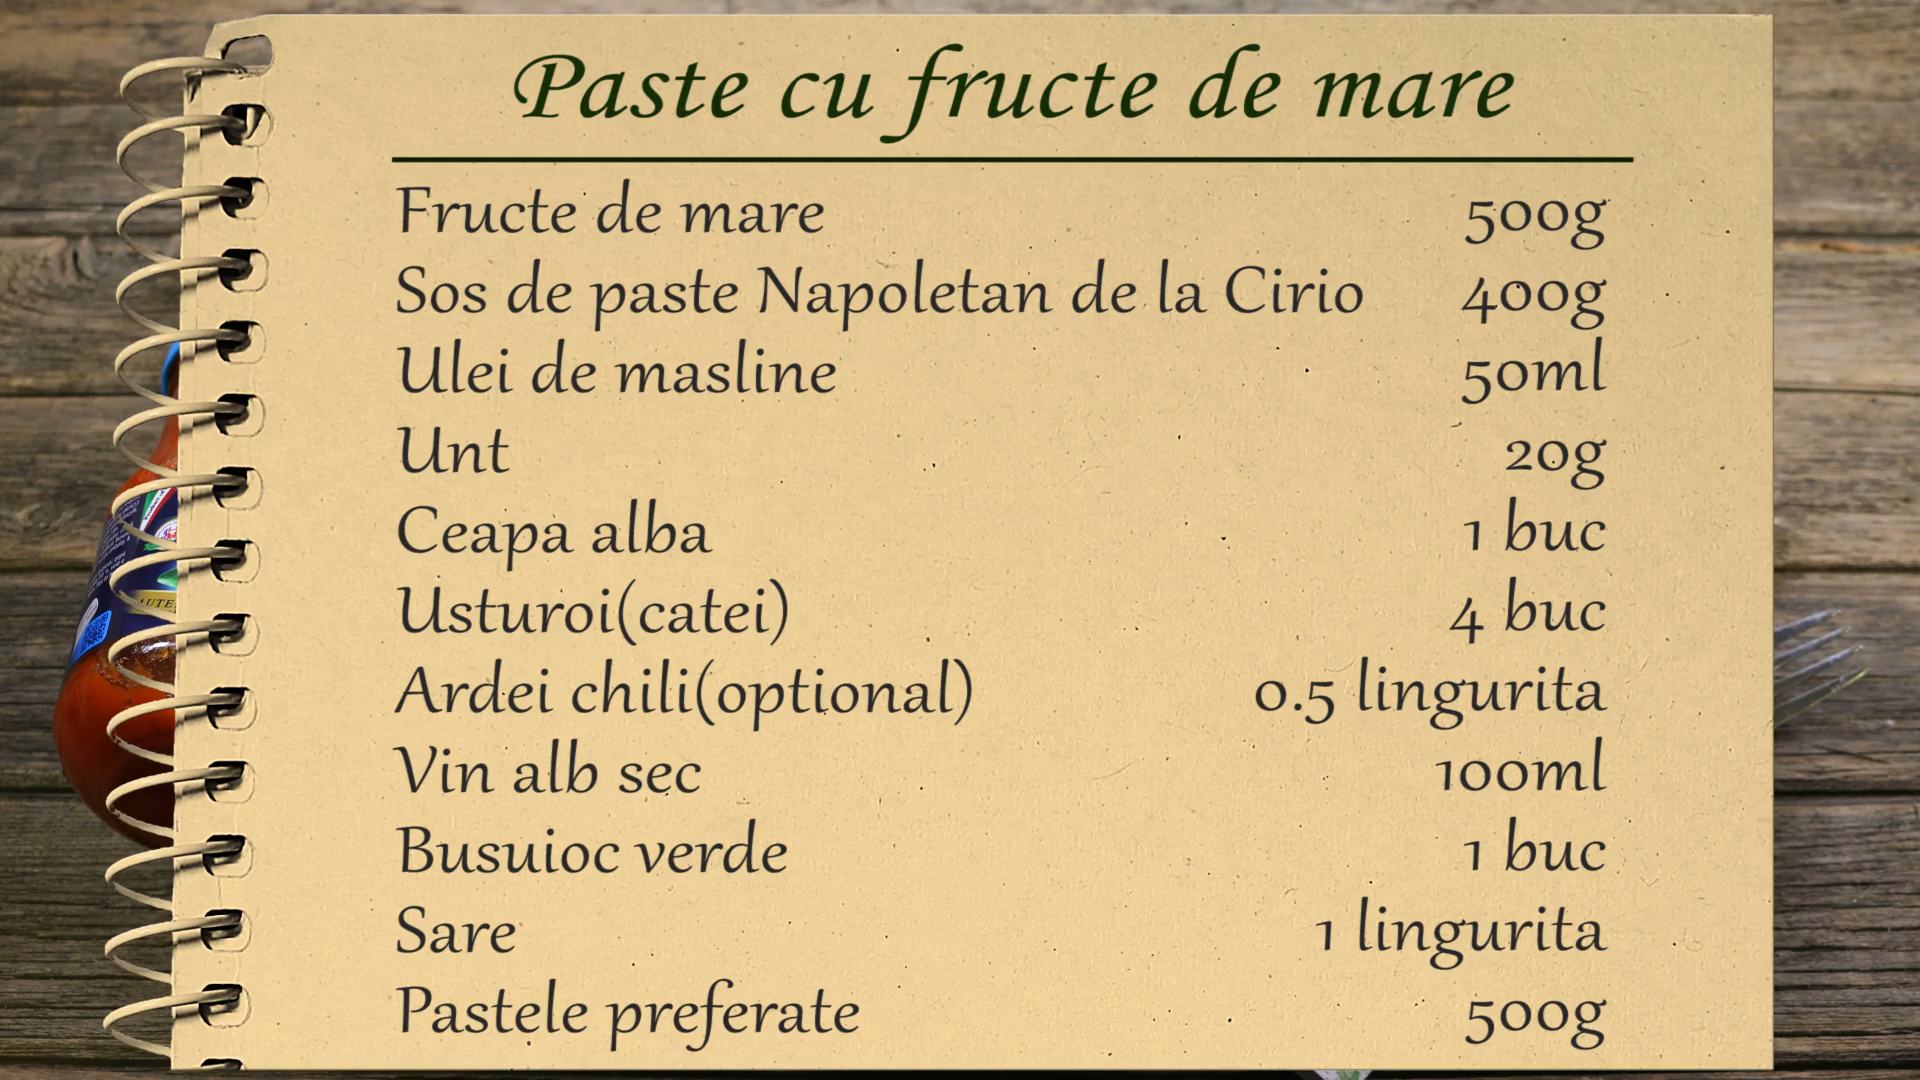 Paste cu fructe de mare
Fructe de mare 500g
Sos de paste Napoletan de la Cirio 400g
Ulei de masline 50ml
Unt 20g
Ceapa alba 1 buc
Usturoi(catei) 4 buc
Ardei chili(optional) 0.5 lingurita
Vin alb sec 100ml
Busuioc verde 1 buc
Sare 1 lingurita
Pastele preferate 500g